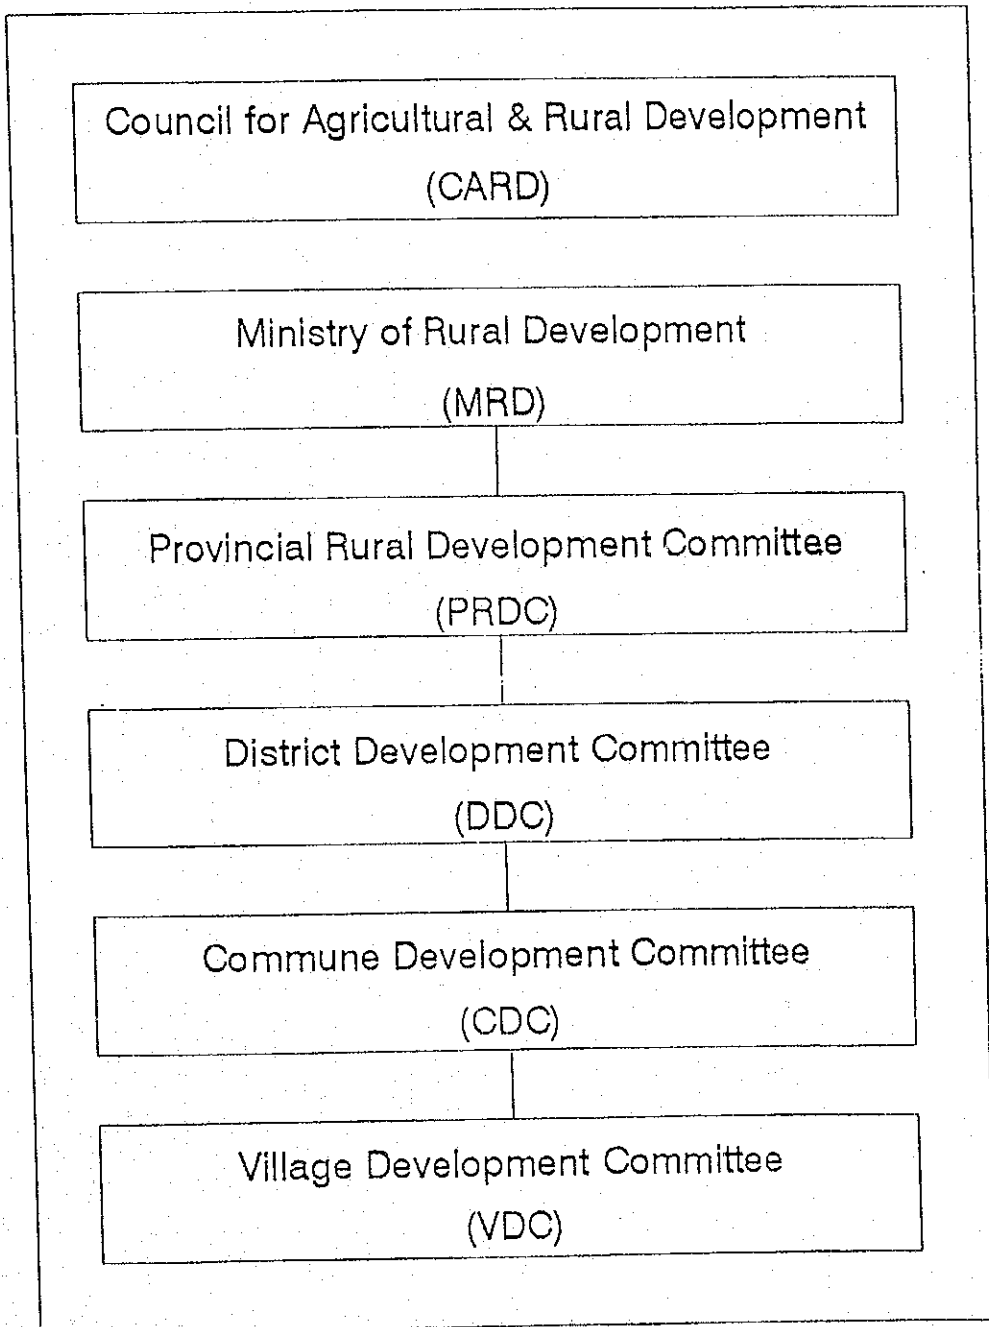 Council for Agricultural & Rural Development
(CARD)
Ministry of Rural Development
(MRD)
Provincial Rural Development Committee
(PRDC)
District Development Committee
(DDC)
Commune Development Committee
(CDC)
Village Development Committee
(VDC)